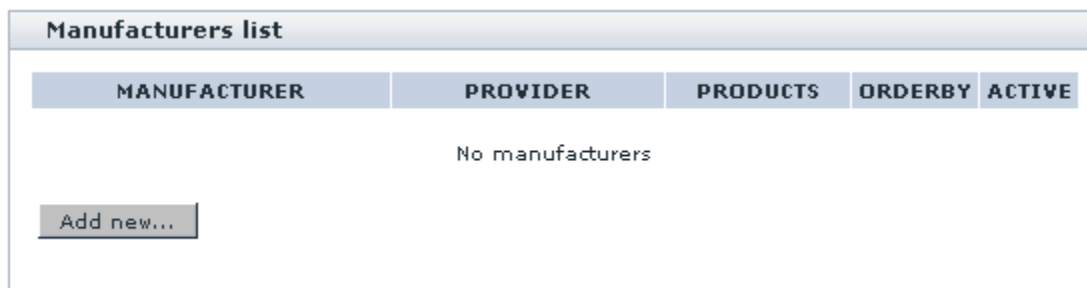 Manufacturers list
MANUFACTURER PROVIDER PRODUCTS ORDERBY ACTIVE
No manufacturers
Add new...